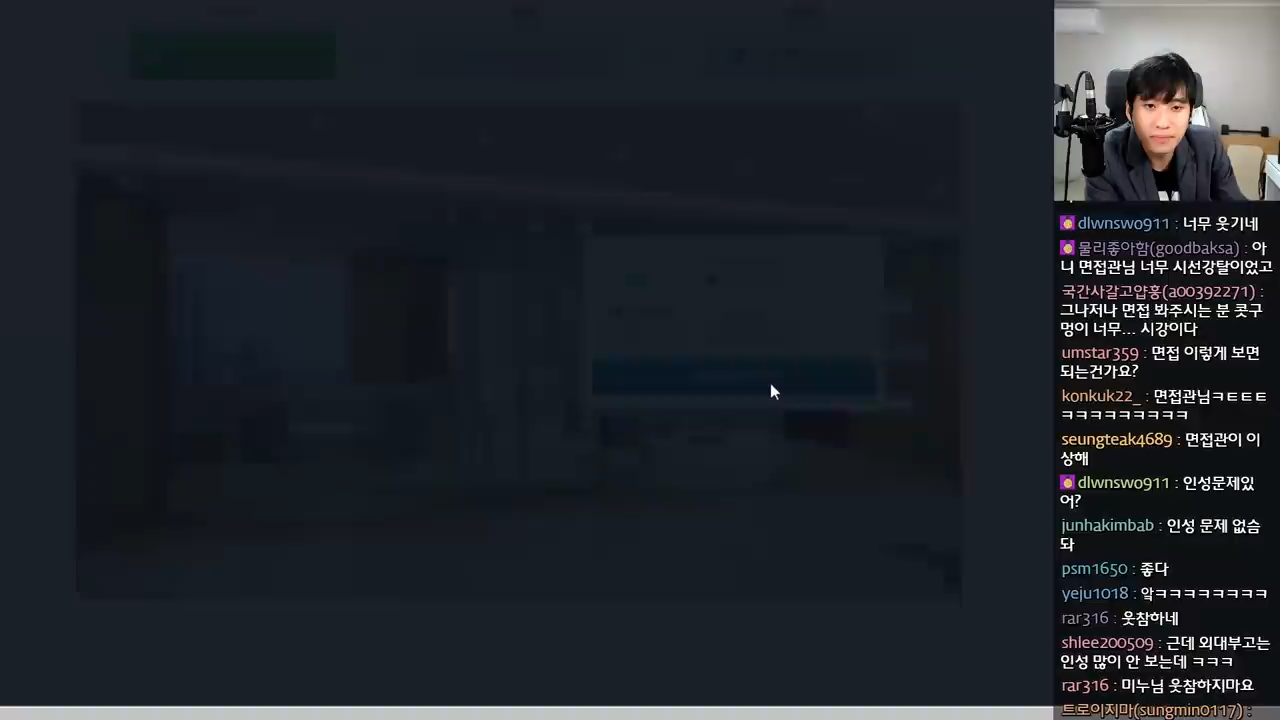 dlwnswo911 : 너무 웃기네
물리좋아함(goodbaksa) : 아
니 면접관님 너무 시선강탈이었고
국간사갈고얍훙(a00392271) :
그나저나 면접 봐주시는 분 콧구
멍이 너무... 시강이다
umstar359 : 면접 이렇게 보면
되는건가요?
konkuk22_ : 면접관님ㅋㅌㅌㅌ
ㅋㅋㅋㅋㅋㅋㅋㅋㅋ
seungteak4689 : 면접관이 이
상해
dlwnswo911 : 인성문제있
어?
junhakimbab : 인성 문제 없슴
돠
psm1650 : 좋다
yeju1018 : 앜ㅋㅋㅋㅋㅋㅋㅋㅋ
rar316 : 웃참하네
shlee200509 : 근데 외대부고는
인성 많이 안 보는데 ㅋㅋㅋ
rar316 : 미누님 웃참하지마요
트로이지마(sungmin0117) :